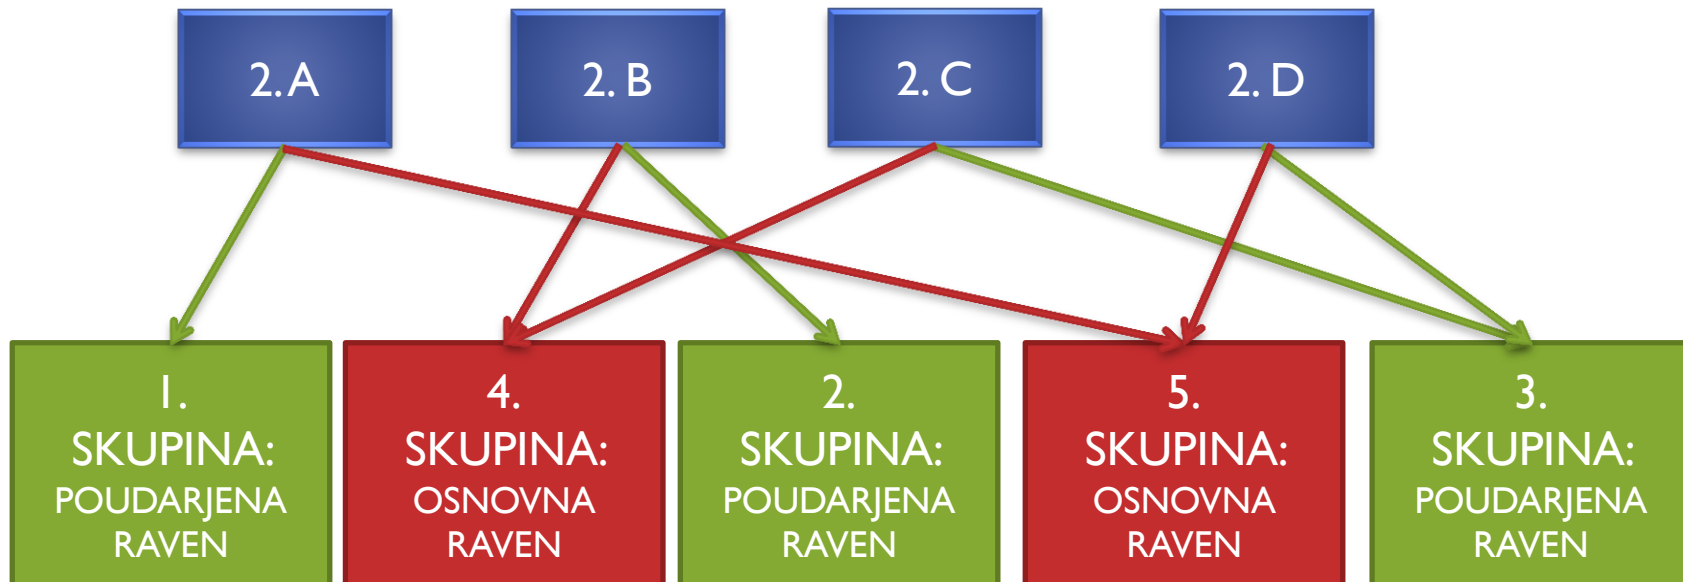 2. A
2. B
2. C
2. D
1.
SKUPINA:
POUDARJENA
RAVEN
4.
SKUPINA:
OSNOVNA
RAVEN
2.
SKUPINA:
POUDARJENA
RAVEN
5.
SKUPINA:
OSNOVNA
RAVEN
3.
SKUPINA:
POUDARJENA
RAVEN